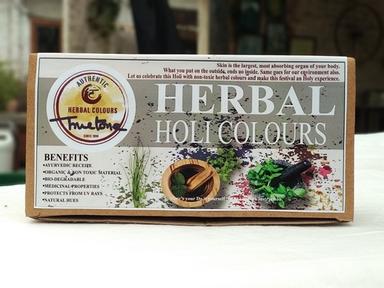 Skin is the largest, most absorbing organ of your body.
What you put on the outside, ends up inside. Same goes for our environment also.
Let us celebrate this Holi with non-toxic herbal colours and make this festival an Holy experience.
AUTHENTIC
HERBAL COLOURS
Truetone
HERBAL
HOLI COLOURS
BENEFITS
•AYURVEDIC RECEIPE
•ORGANIC & NON TOXIC MATERIAL
•BIO-DEGRADABLE
•MEDICINAL PROPERTIES
•PROTECTS FROM UV RAYS
•NATURAL HUES